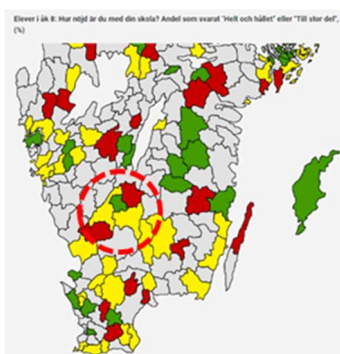 Elever i åk 8: Hur nöjd är du med din skola? Andel som svarat "Helt och hållet" eller "Till stor del",
(%)